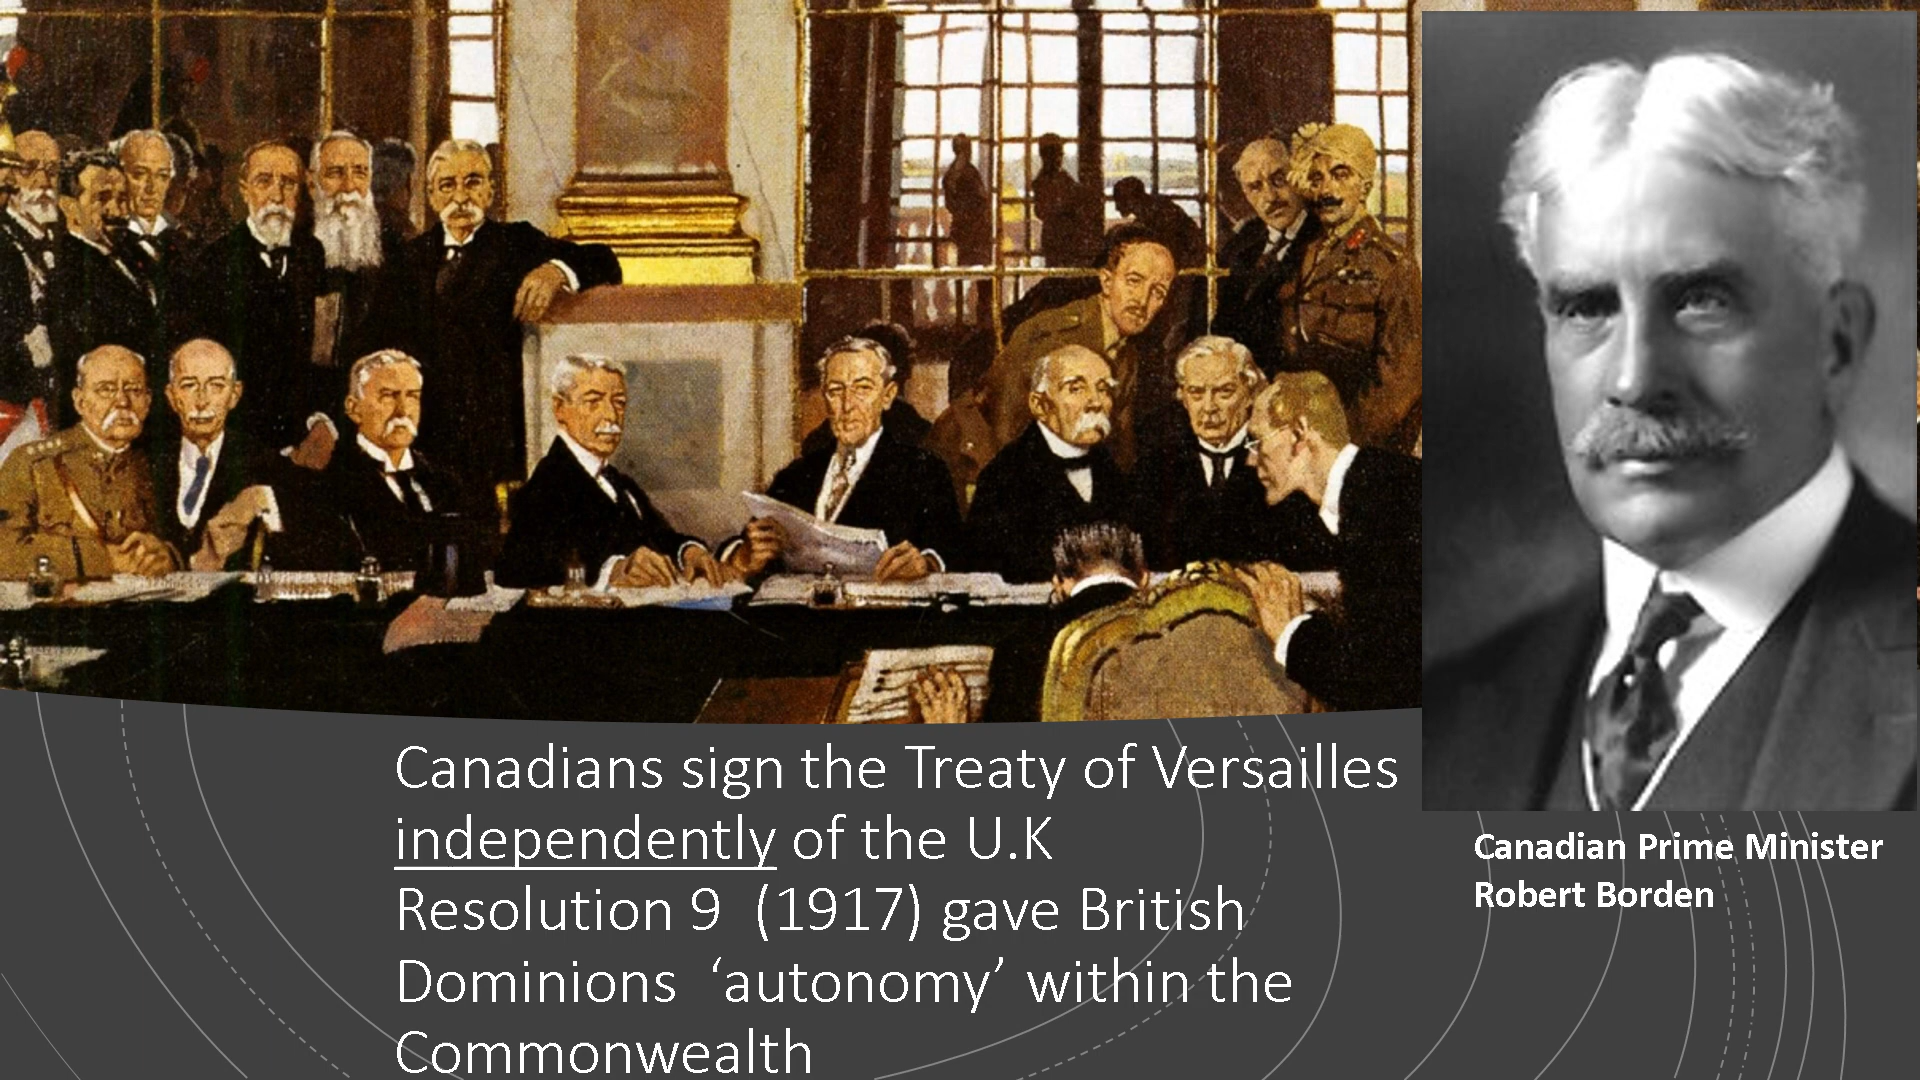 Canadians sign the Treaty of Versailles
independently of the U.K
Resolution 9  (1917) gave British
Dominions  ‘autonomy’ within the
Commonwealth
Canadian Prime Minister
Robert Borden